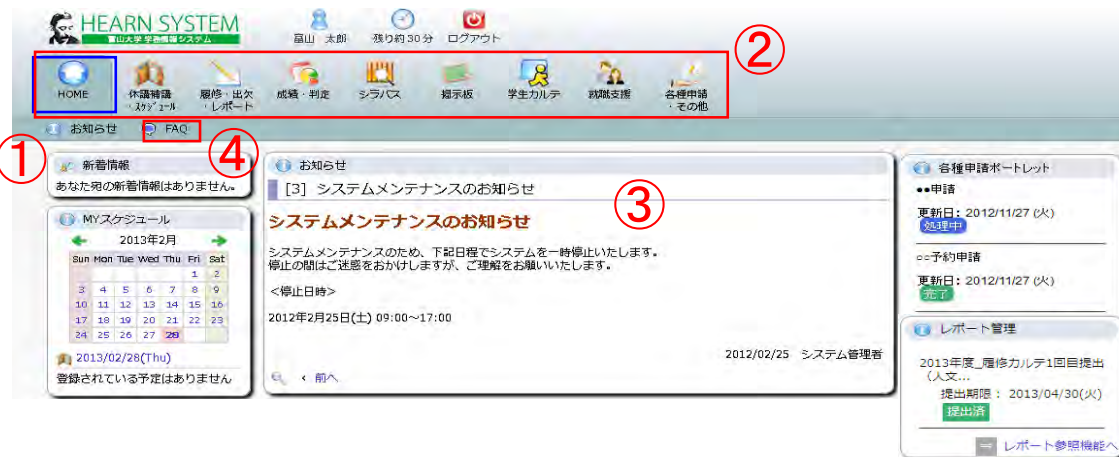 HEARN SYSTEM
富山大学 学務情報システム
富山 太郎 残り約30分 ログアウト
②
HOME 休講補講 履修・出欠 成績・判定 シラバス 掲示板 学生カルテ 就職支援 各種申請
・スケジュール ・レポート ・その他
お知らせ FAQ
① ④
新着情報
あなた宛の新着情報はありません。
MYスケジュール
2013年2月
Sun Mon Tue Wed Thu Fri Sat
1 2
3 4 5 6 7 8 9
10 11 12 13 14 15 16
17 18 19 20 21 22 23
24 25 26 27 28
2013/02/28(Thu)
登録されている予定はありません
お知らせ
[3] システムメンテナンスのお知らせ
③
システムメンテナンスのお知らせ
システムメンテナンスのため、下記日程でシステムを一時停止いたします。
停止の間はご迷惑をおかけしますが、ご理解をお願いいたします。
<停止日時>
2012年2月25日(土) 09:00~17:00
2012/02/25 システム管理者
‹ 前へ
各種申請ポートレット
●●申請
更新日: 2012/11/27 (火)
処理中
○○予約申請
更新日: 2012/11/27 (火)
完了
レポート管理
2013年度_履修カルテ1回目提出
(人文...
提出期限: 2013/04/30(火)
提出済
レポート参照機能へ